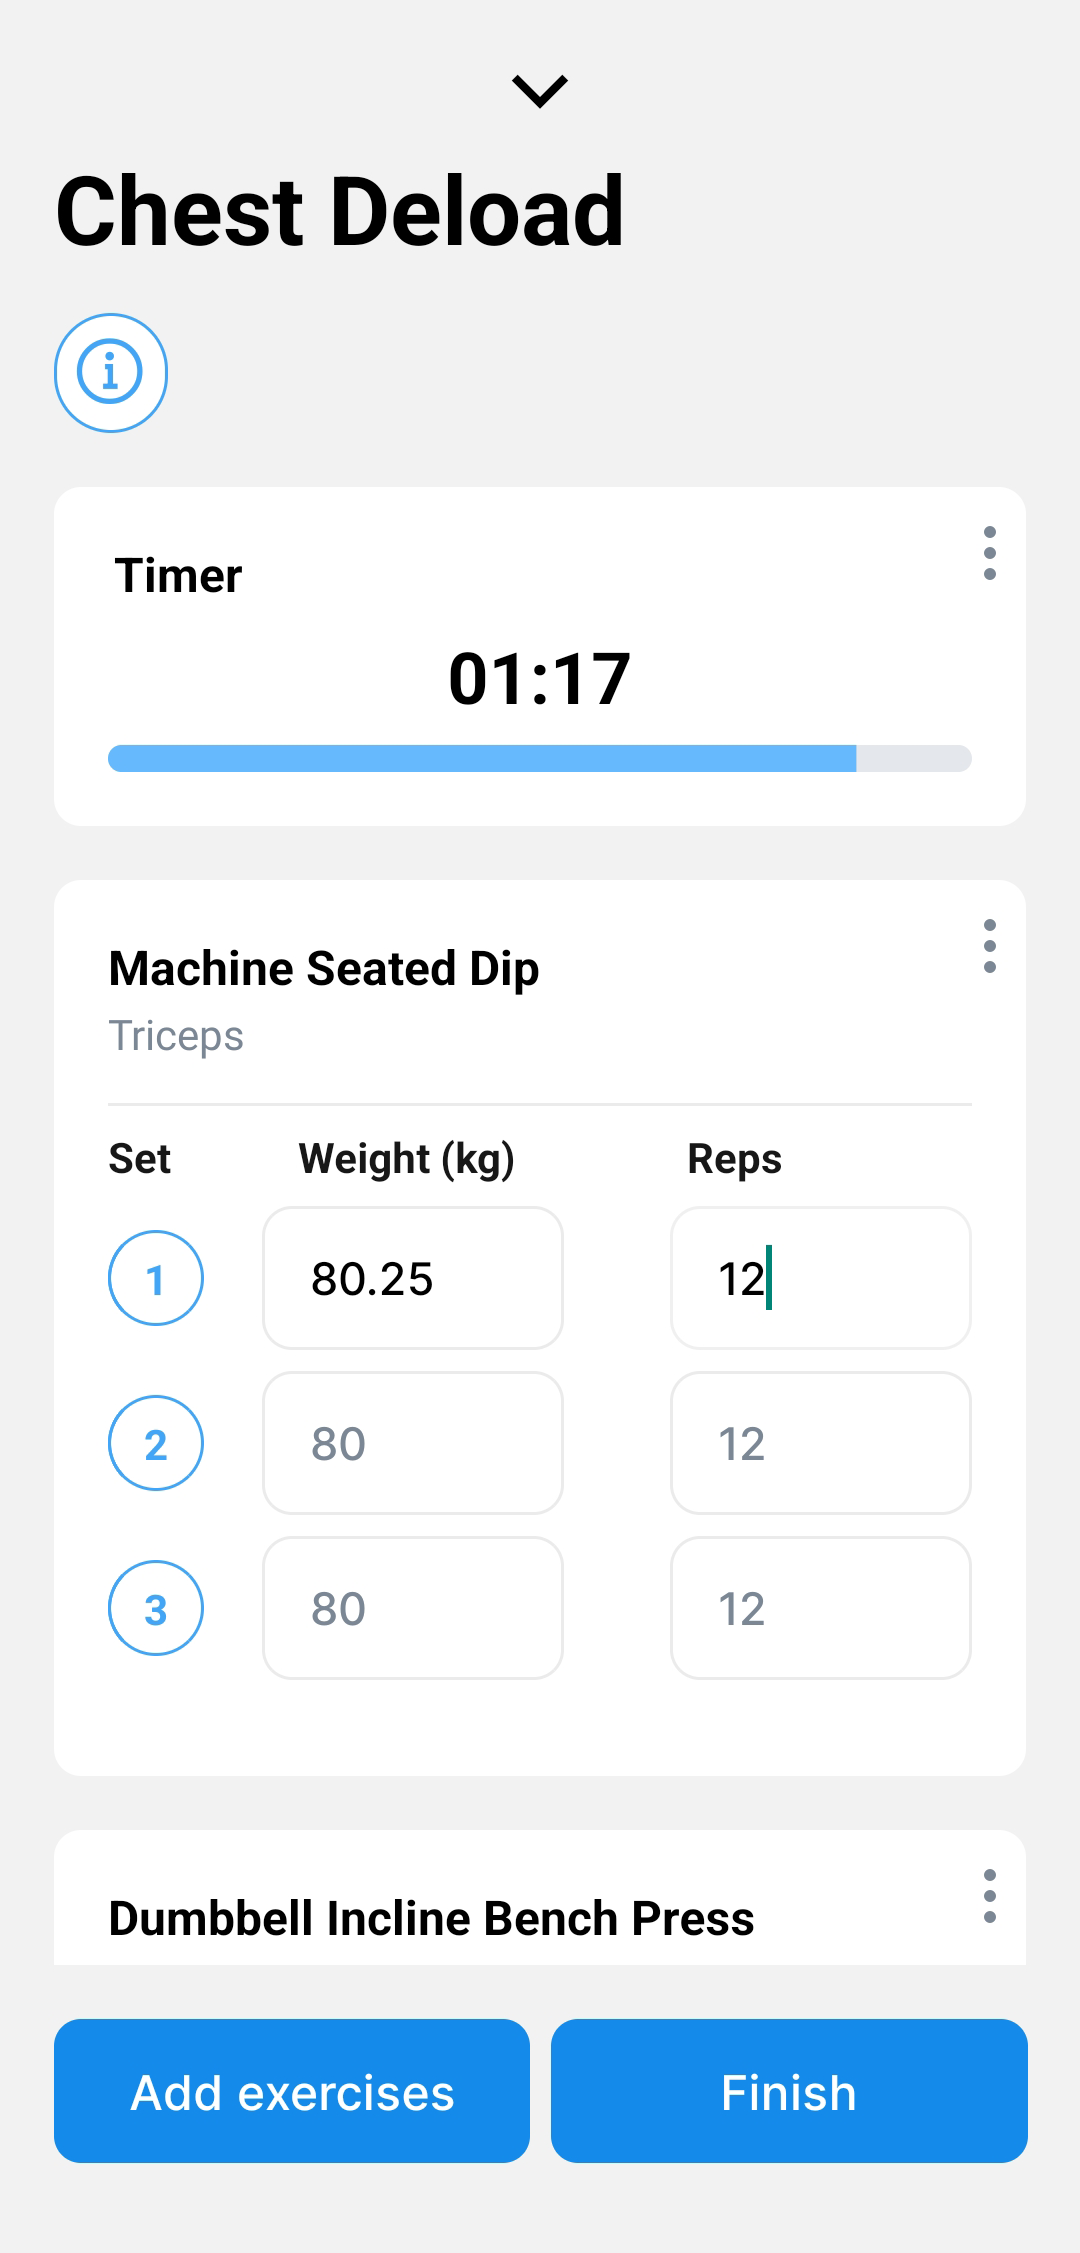 Chest Deload
Timer
01:17
Machine Seated Dip
Triceps
Set Weight (kg) Reps
1 80.25 12
2 80 12
3 80 12
Dumbbell Incline Bench Press
Add exercises Finish